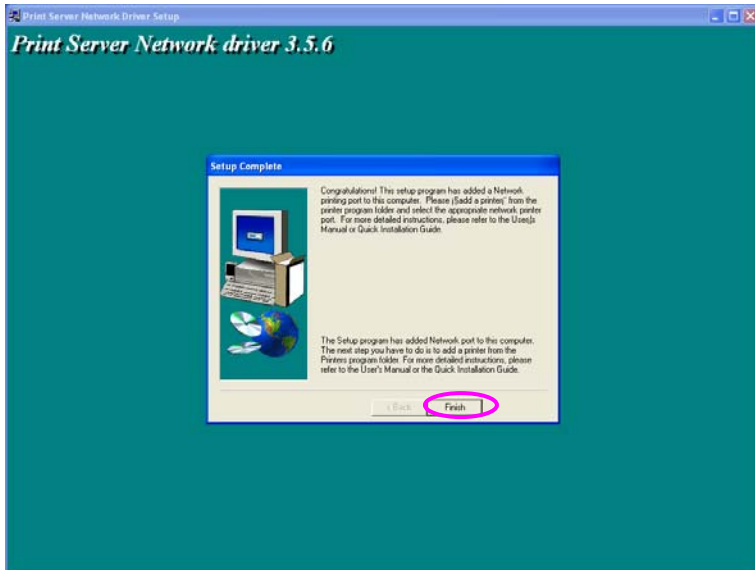 Print Server Network Driver Setup
Print Server Network driver 3.5.6
Setup Complete
Congratulations! This setup program has added a Network
printing port to this computer. Please ¡§add a printer¡¨ from the
printer program folder and select the appropriate network printer
port. For more detailed instructions, please refer to the User¡¦s
Manual or Quick Installation Guide.
The Setup program has added Network port to this computer.
The next step you have to do is to add a printer from the
Printers program folder. For more detailed instructions, please
refer to the User's Manual or the Quick Installation Guide.
< Back
Finish